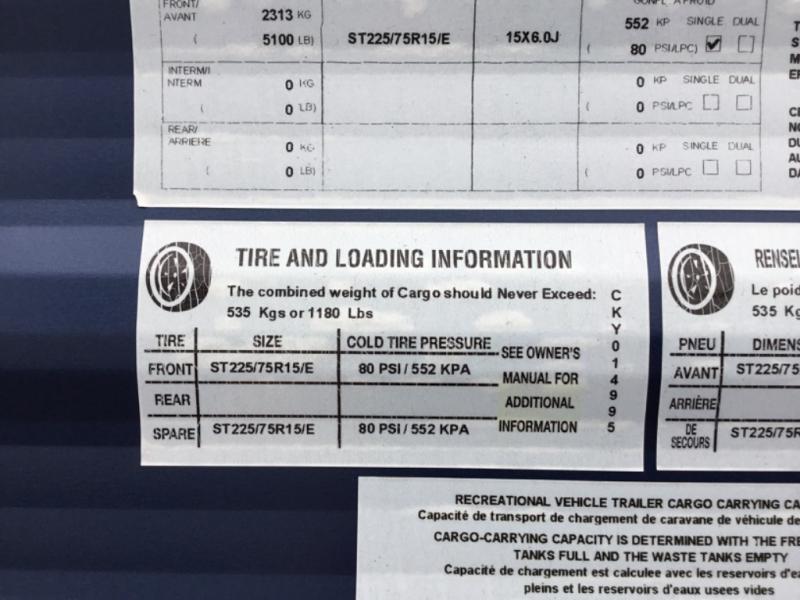 FRONT/
AVANT 2313 KG
( 5100 LB) ST225/75R15/E 15X6.0J
552 KP SINGLE DUAL
( 80 PSI/LPC)
INTERM/I
NTERM 0 KG 0 KP SINGLE DUAL
( 0 LB) ( 0 PSI/LPC
REAR/
ARRIERE 0 KG 0 KP SINGLE DUAL
0 LB) ( 0 PSI/LPC
TIRE AND LOADING INFORMATION
The combined weight of Cargo should Never Exceed:
535 Kgs or 1180 Lbs
TIRE SIZE COLD TIRE PRESSURE
FRONT ST225/75R15/E 80 PSI / 552 KPA
REAR
SPARE ST225/75R15/E 80 PSI / 552 KPA
SEE OWNER'S
MANUAL FOR
ADDITIONAL
INFORMATION
CKY014995
RENSEI
Le poid
535 Kg
PNEU DIMENS
AVANT ST225/75
ARRIÈRE
DE
SECOURS ST225/75R
RECREATIONAL VEHICLE TRAILER CARGO CARRYING CA
Capacité de transport de chargement de caravane de véhicule de
CARGO-CARRYING CAPACITY IS DETERMINED WITH THE FRE
TANKS FULL AND THE WASTE TANKS EMPTY
Capacité de chargement est calculee avec les reservoirs d'ea
pleins et les reservoirs d'eaux usees vides